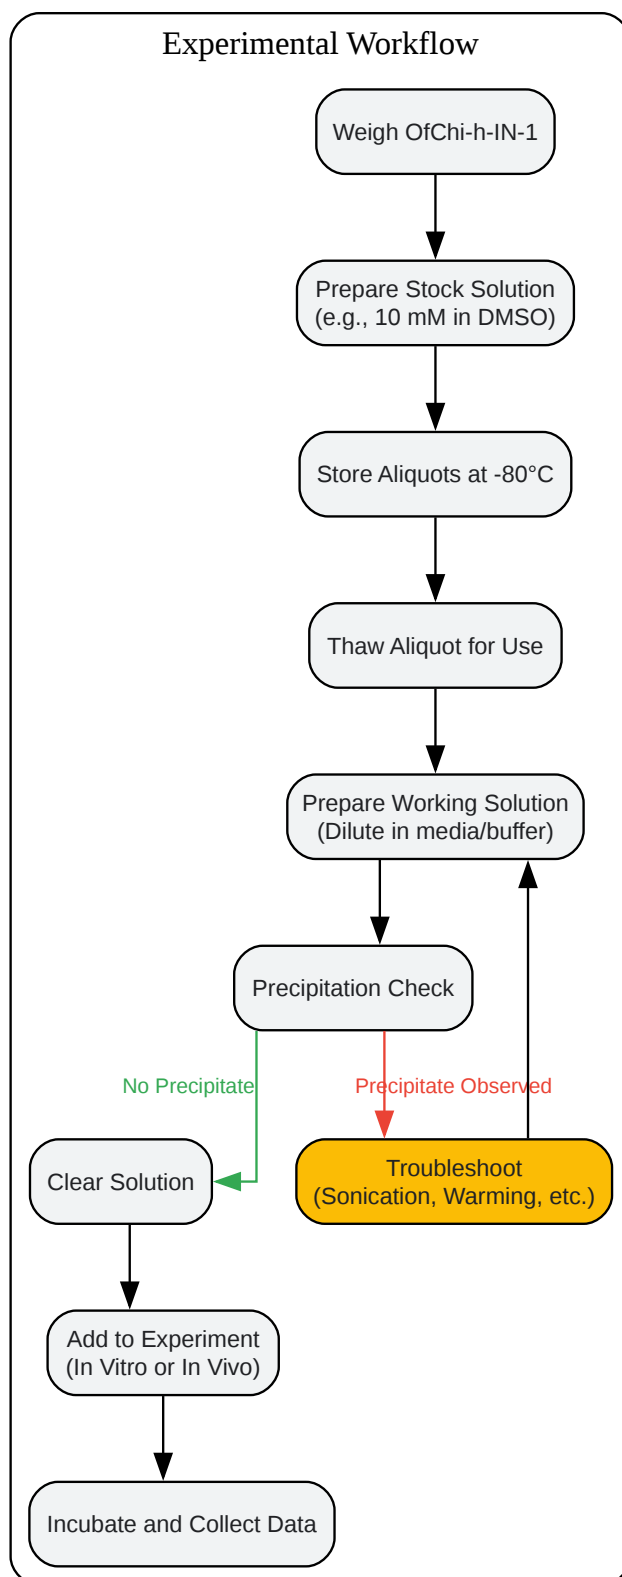 Experimental Workflow
Weigh OfChi-h-IN-1
Prepare Stock Solution
(e.g., 10 mM in DMSO)
Store Aliquots at -80°C
Thaw Aliquot for Use
Prepare Working Solution
(Dilute in media/buffer)
Precipitation Check
No Precipitate
Precipitate Observed
Clear Solution
Troubleshoot
(Sonication, Warming, etc.)
Add to Experiment
(In Vitro or In Vivo)
Incubate and Collect Data